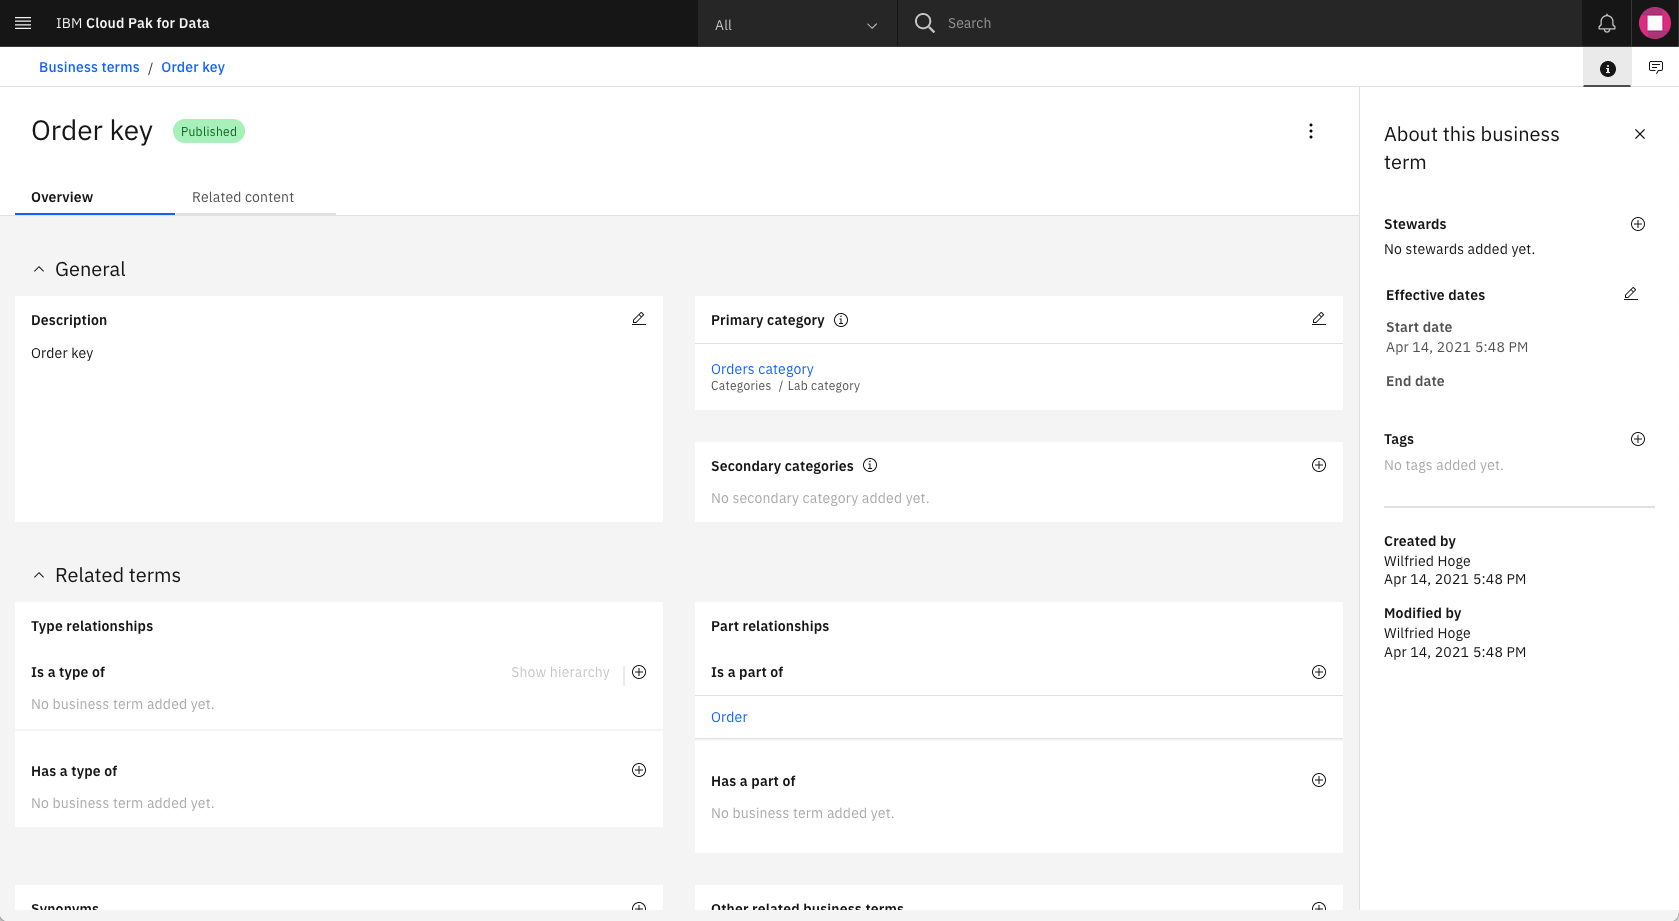 IBM Cloud Pak for Data
All
Search
Business terms / Order key
Order key
Published
Overview
Related content
General
Description
Order key
Primary category
Orders category
Categories / Lab category
Secondary categories
No secondary category added yet.
Related terms
Type relationships
Is a type of
Show hierarchy
No business term added yet.
Has a type of
No business term added yet.
Part relationships
Is a part of
Order
Has a part of
No business term added yet.
Synonyms
Other related business terms
About this business
term
Stewards
No stewards added yet.
Effective dates
Start date
Apr 14, 2021 5:48 PM
End date
Tags
No tags added yet.
Created by
Wilfried Hoge
Apr 14, 2021 5:48 PM
Modified by
Wilfried Hoge
Apr 14, 2021 5:48 PM